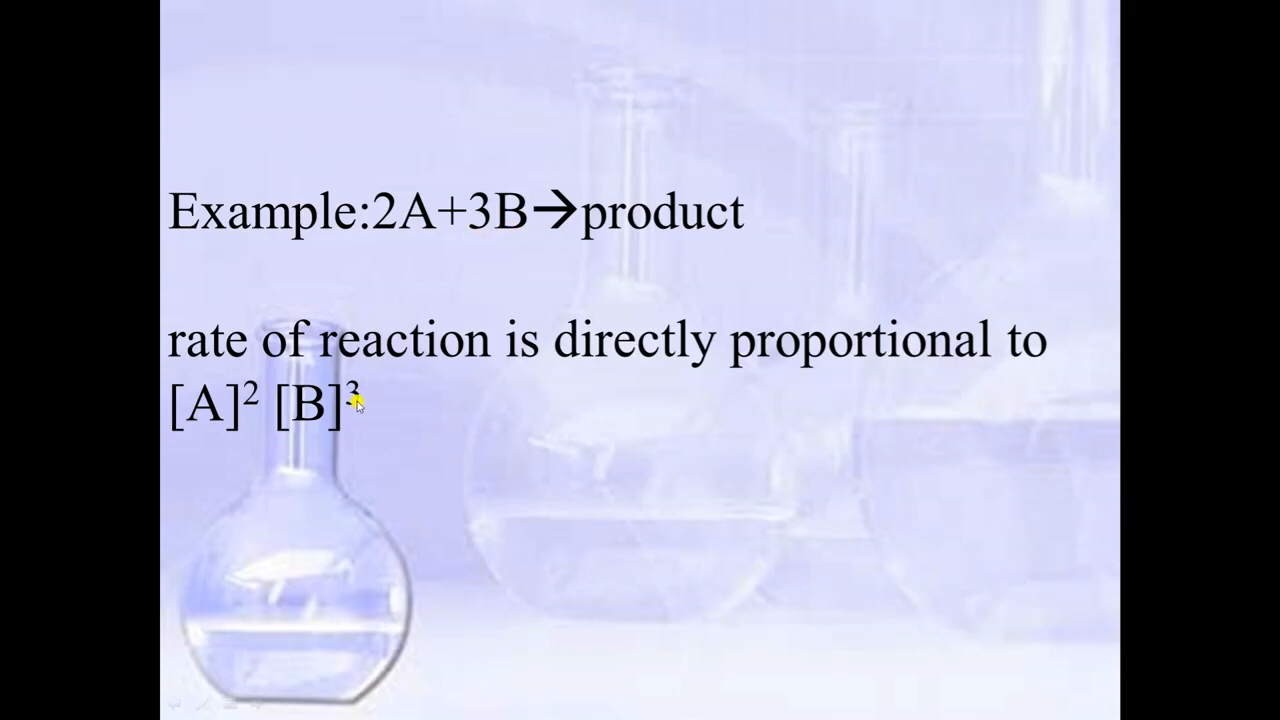 Example:2A+3B→product
rate of reaction is directly proportional to
[A]² [B]³